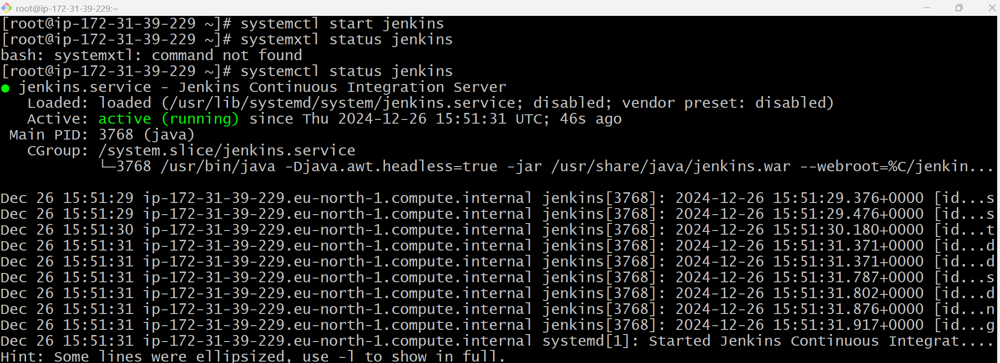 root@ip-172-31-39-229:~
[root@ip-172-31-39-229 ~]# systemctl start jenkins
[root@ip-172-31-39-229 ~]# systemxtl status jenkins
bash: systemxtl: command not found
[root@ip-172-31-39-229 ~]# systemctl status jenkins
● jenkins.service - Jenkins Continuous Integration Server
   Loaded: loaded (/usr/lib/systemd/system/jenkins.service; disabled; vendor preset: disabled)
   Active: active (running) since Thu 2024-12-26 15:51:31 UTC; 46s ago
 Main PID: 3768 (java)
   CGroup: /system.slice/jenkins.service
           └─3768 /usr/bin/java -Djava.awt.headless=true -jar /usr/share/java/jenkins.war --webroot=%C/jenkin...
Dec 26 15:51:29 ip-172-31-39-229.eu-north-1.compute.internal jenkins[3768]: 2024-12-26 15:51:29.376+0000 [id...s
Dec 26 15:51:29 ip-172-31-39-229.eu-north-1.compute.internal jenkins[3768]: 2024-12-26 15:51:29.476+0000 [id...s
Dec 26 15:51:30 ip-172-31-39-229.eu-north-1.compute.internal jenkins[3768]: 2024-12-26 15:51:30.180+0000 [id...t
Dec 26 15:51:31 ip-172-31-39-229.eu-north-1.compute.internal jenkins[3768]: 2024-12-26 15:51:31.371+0000 [id...d
Dec 26 15:51:31 ip-172-31-39-229.eu-north-1.compute.internal jenkins[3768]: 2024-12-26 15:51:31.371+0000 [id...d
Dec 26 15:51:31 ip-172-31-39-229.eu-north-1.compute.internal jenkins[3768]: 2024-12-26 15:51:31.787+0000 [id...s
Dec 26 15:51:31 ip-172-31-39-229.eu-north-1.compute.internal jenkins[3768]: 2024-12-26 15:51:31.802+0000 [id...d
Dec 26 15:51:31 ip-172-31-39-229.eu-north-1.compute.internal jenkins[3768]: 2024-12-26 15:51:31.876+0000 [id...n
Dec 26 15:51:31 ip-172-31-39-229.eu-north-1.compute.internal jenkins[3768]: 2024-12-26 15:51:31.917+0000 [id...g
Dec 26 15:51:31 ip-172-31-39-229.eu-north-1.compute.internal systemd[1]: Started Jenkins Continuous Integrat....
Hint: Some lines were ellipsized, use -l to show in full.